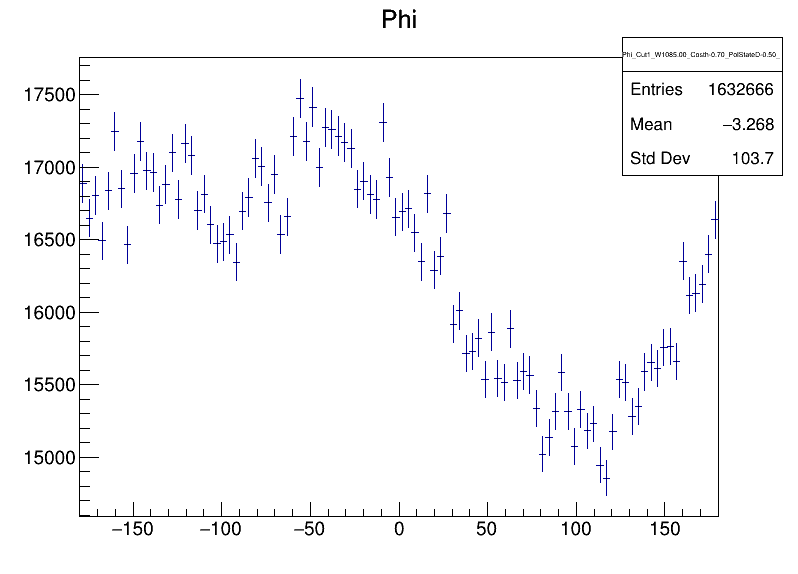 Phi
Phi_Cut1_W1085.00_Costh-0.70_PolStateD-0.50_
Entries 1632666
Mean −3.268
Std Dev 103.7
17500
17000
16500
16000
15500
15000
−150 −100 −50 0 50 100 150